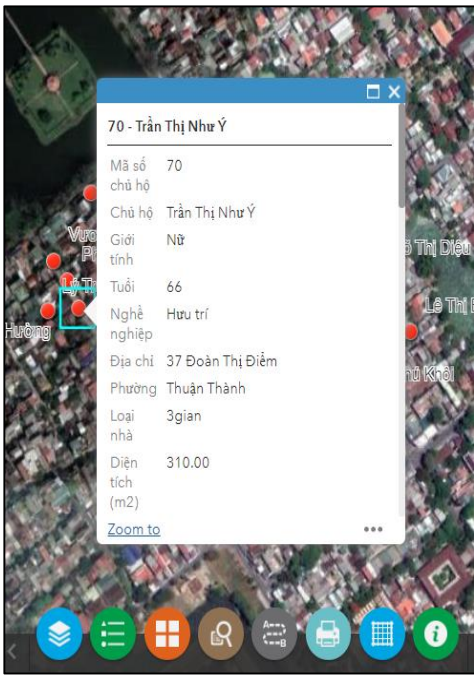 70 - Trần Thị Như Ý
Mã số
chủ hộ
70
Chủ hộ
Trần Thị Như Ý
Giới
tính
Nữ
Tuổi
66
Nghề
nghiệp
Hưu trí
Địa chỉ
37 Đoàn Thị Điểm
Phường
Thuận Thành
Loại
nhà
3gian
Diện
tích
(m2)
310.00
Zoom to
Hường
Thị Diệu
Lê Thị
Khôi
A
B
i